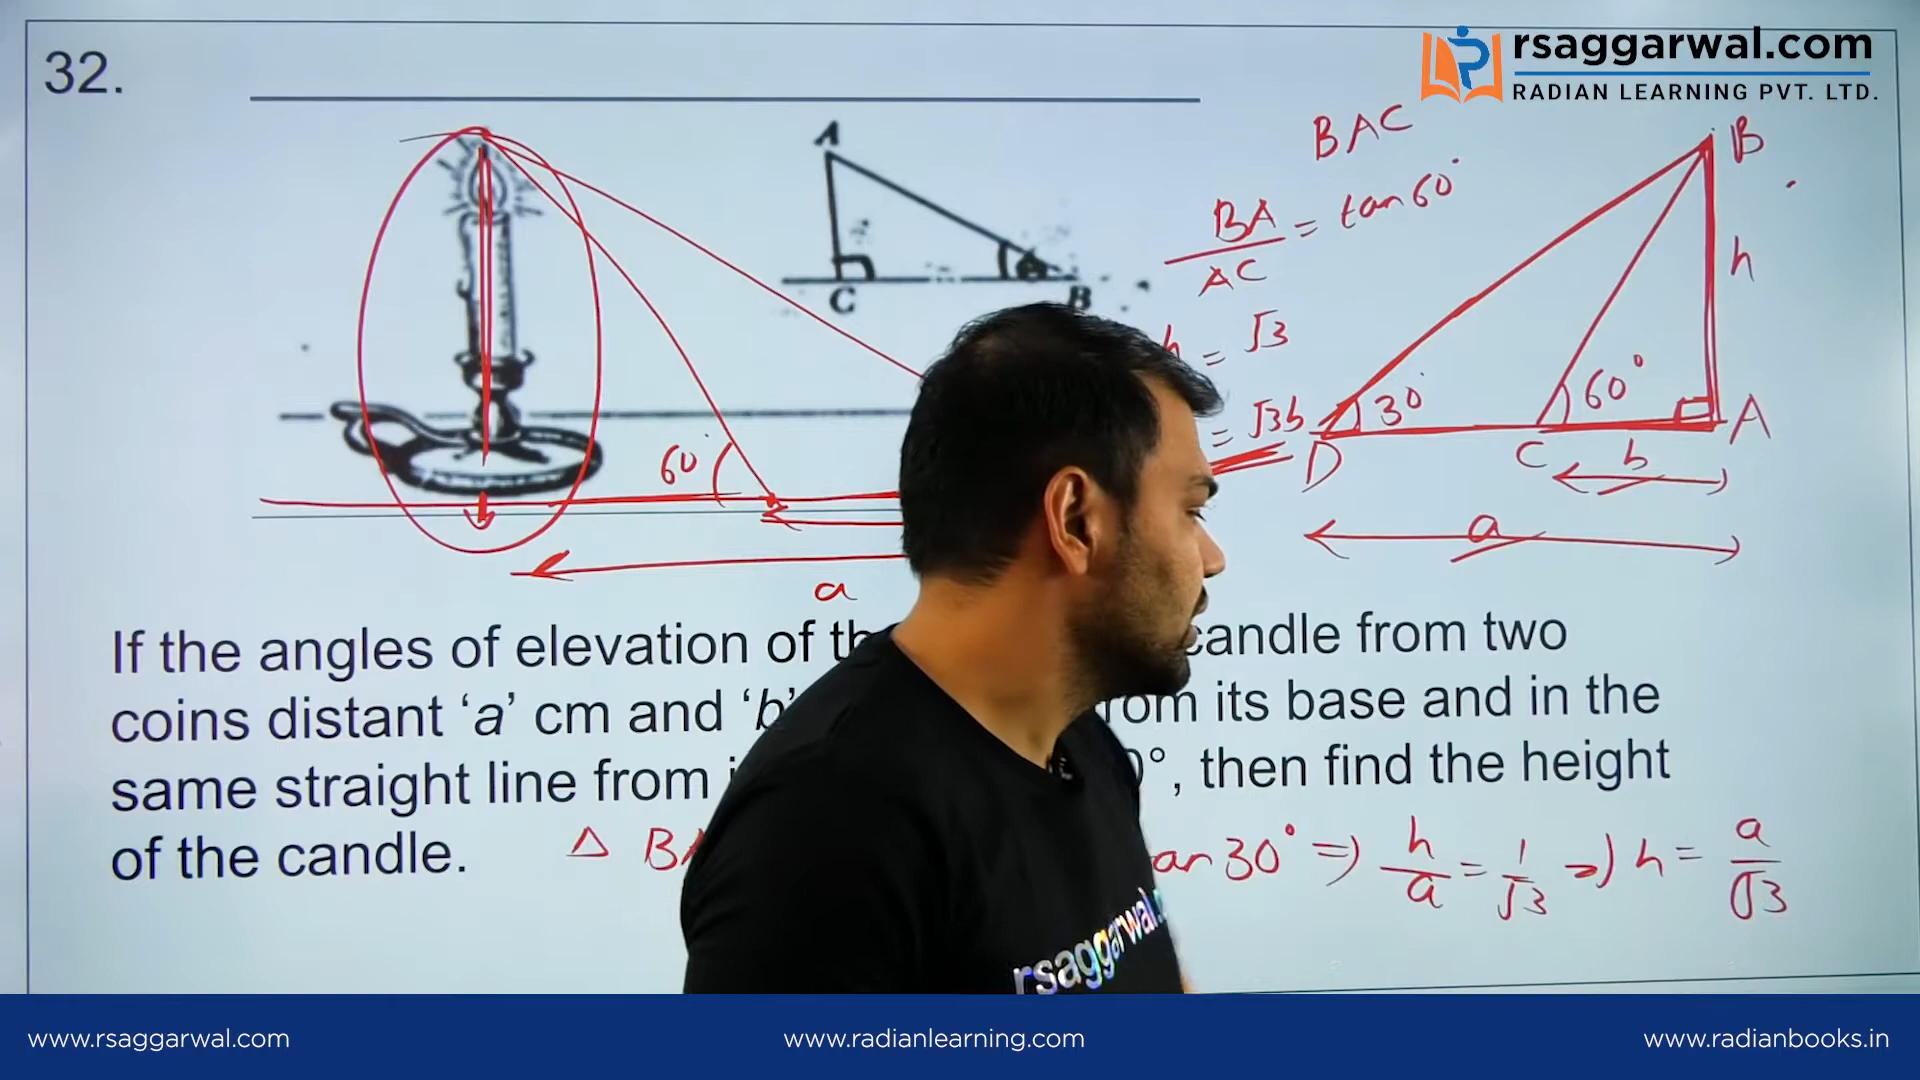 32.
rsaggarwal.com
RADIAN LEARNING PVT. LTD.
A
C
B
BAC
BA/AC = tan60°
h = √3
= √3b
B
h
30°
60°
A
D
C
b
a
60°
a
If the angles of elevation of candle from two
coins distant ‘a’ cm and ‘b’ its base and in the
same straight line from , then find the height
of the candle.
Δ
30° ⇒ h/a = 1/√3 ⇒ h = a/√3
rsaggarwal
www.rsaggarwal.com
www.radianlearning.com
www.radianbooks.in